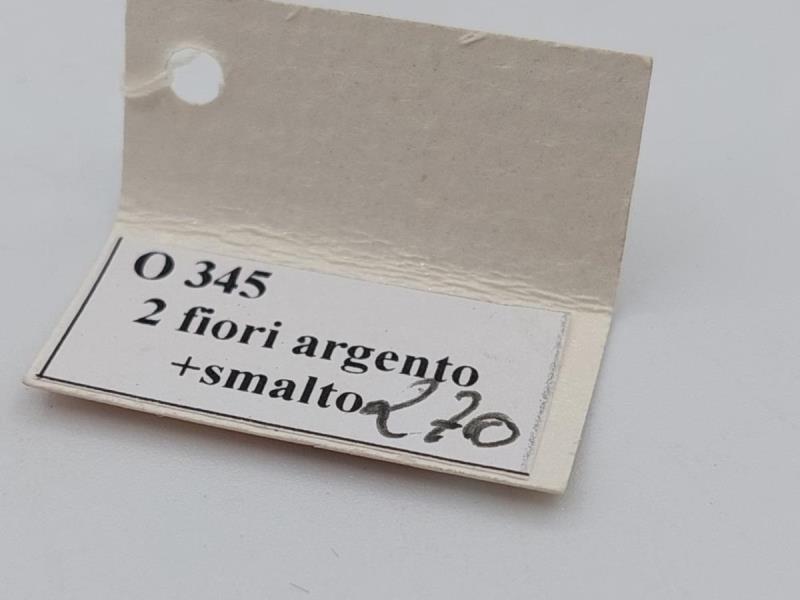 O 345
2 fiori argento
+smalto 270